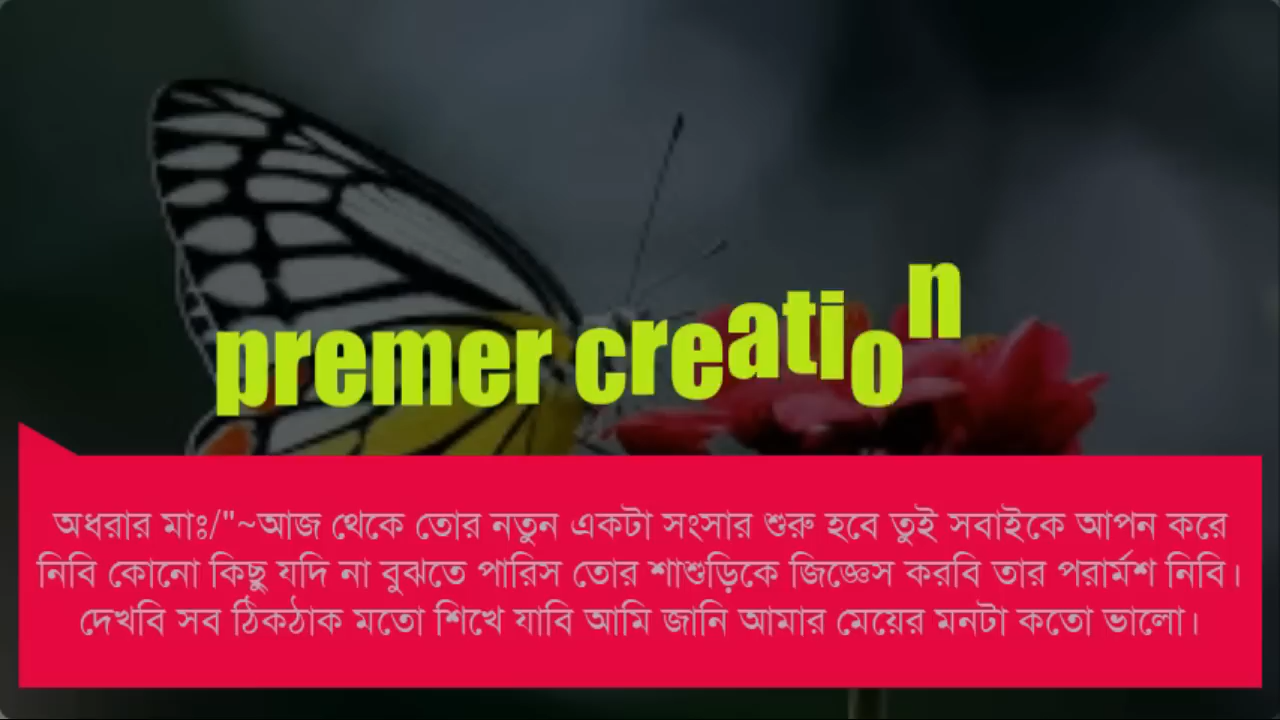 premer creation
অধরার মাঃ/"~আজ থেকে তোর নতুন একটা সংসার শুরু হবে তুই সবাইকে আপন করে
নিবি কোনো কিছু যদি না বুঝতে পারিস তোর শাশুড়িকে জিজ্ঞেস করবি তার পরার্মশ নিবি।
দেখবি সব ঠিকঠাক মতো শিখে যাবি আমি জানি আমার মেয়ের মনটা কতো ভালো।